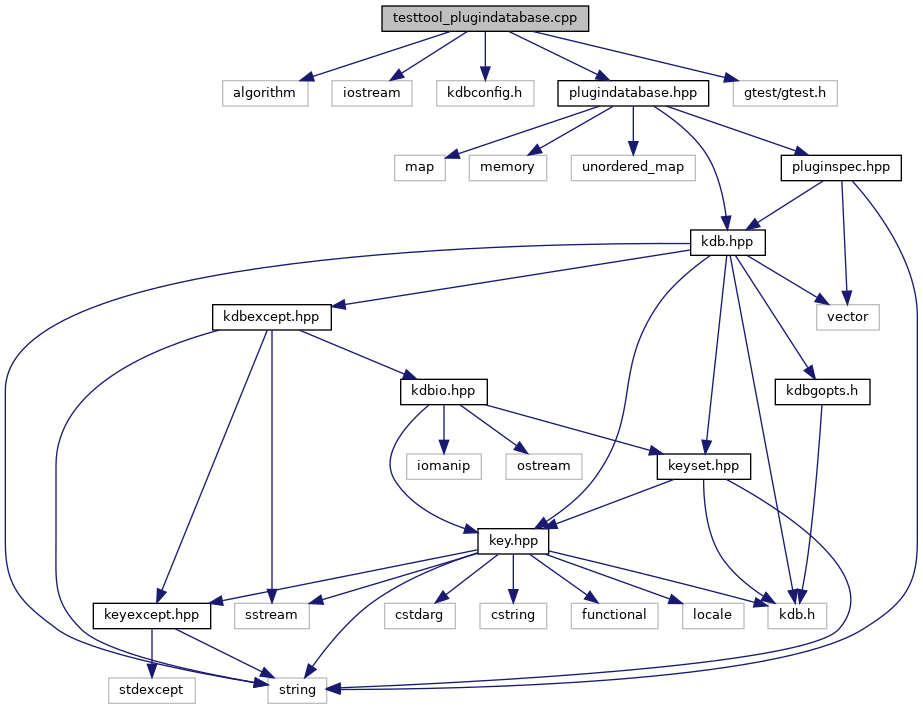 testtool_plugindatabase.cpp
algorithm
iostream
kdbconfig.h
plugindatabase.hpp
gtest/gtest.h
map
memory
unordered_map
pluginspec.hpp
kdb.hpp
kdbexcept.hpp
vector
kdbio.hpp
kdbgopts.h
iomanip
ostream
keyset.hpp
key.hpp
keyexcept.hpp
sstream
cstdarg
cstring
functional
locale
kdb.h
stdexcept
string